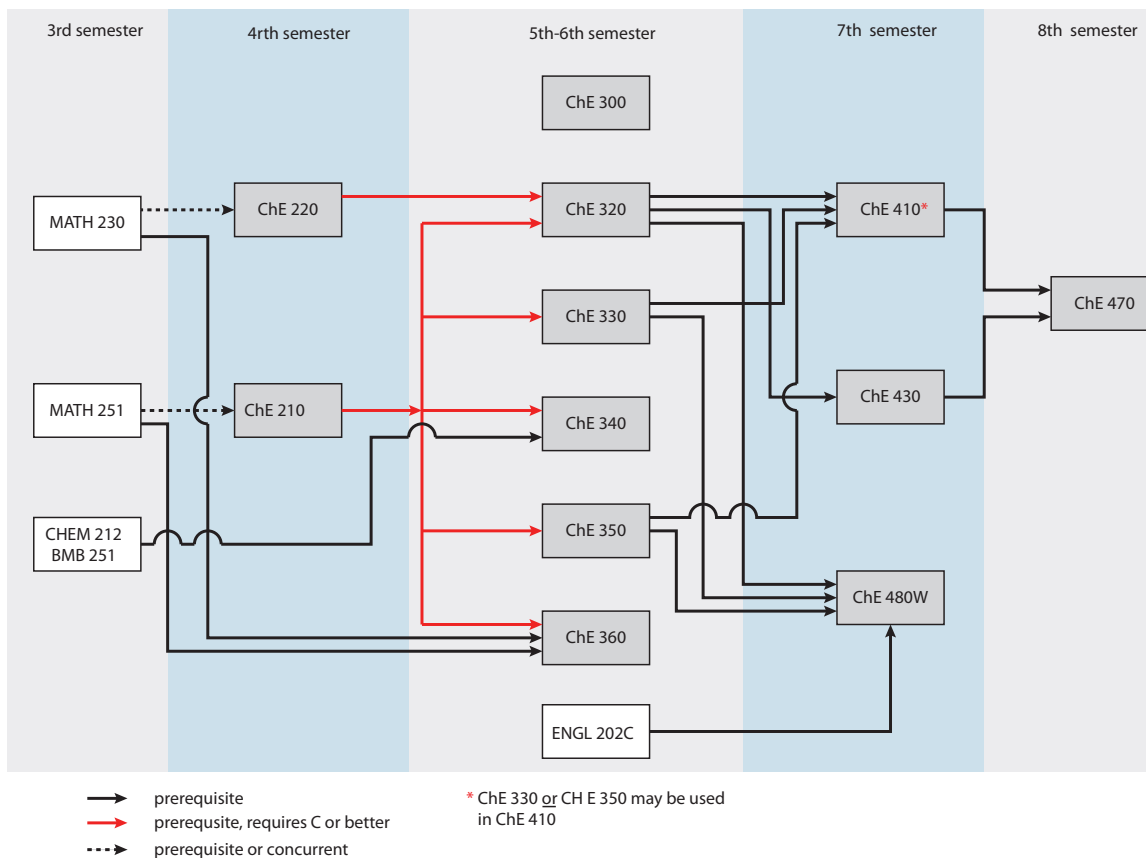 3rd semester
4rth semester
5th-6th semester
7th semester
8th semester
ChE 300
MATH 230
ChE 220
ChE 320
ChE 410*
ChE 330
ChE 470
MATH 251
ChE 210
ChE 340
ChE 430
CHEM 212
BMB 251
ChE 350
ChE 480W
ChE 360
ENGL 202C
prerequisite
prerequsite, requires C or better
prerequisite or concurrent
* ChE 330 or CH E 350 may be used
in ChE 410